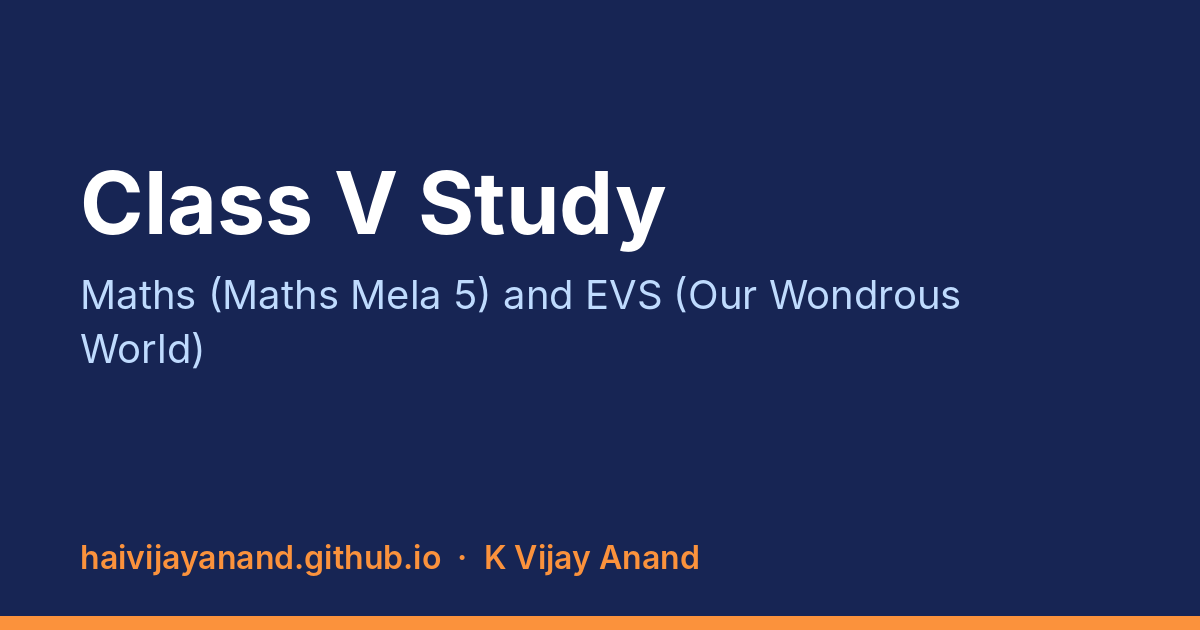 Class V Study
Maths (Maths Mela 5) and EVS (Our Wondrous
World)
haivijayanand.github.io · K Vijay Anand